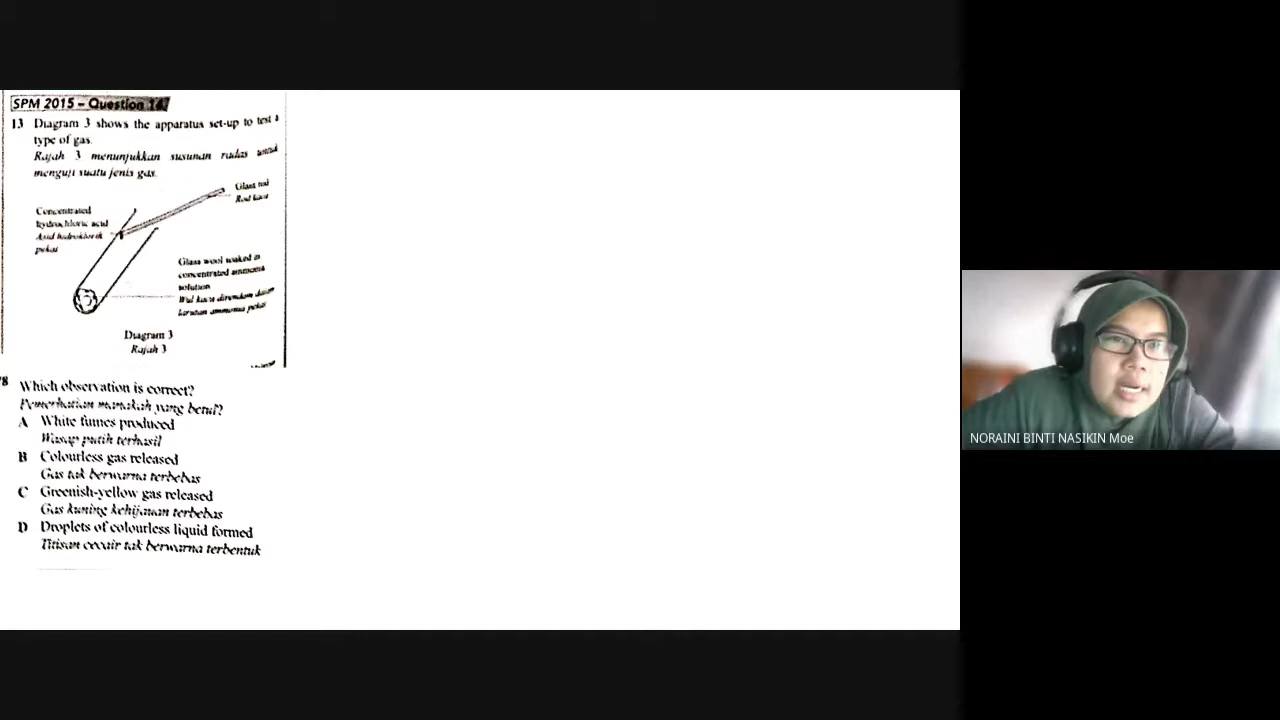 SPM 2015 – Question 14
13 Diagram 3 shows the apparatus set-up to test a
type of gas.
Rajah 3 menunjukkan susunan radas untuk
menguji suatu jenis gas.
Glass rod
Rod kaca
Concentrated
hydrochloric acid
Asid hidroklorik
pekat
Glass wool soaked in
concentrated ammonia
solution
Wul kaca direndam dalam
larutan ammonia pekat
Diagram 3
Rajah 3
Which observation is correct?
Pemerhatian manakah yang betul?
A White fumes produced
Wasap putih terhasil
B Colourless gas released
Gas tak berwarna terbebas
C Greenish-yellow gas released
Gas kuning kehijauan terbebas
D Droplets of colourless liquid formed
Titisan cecair tak berwarna terbentuk
NORAINI BINTI NASIKIN Moe